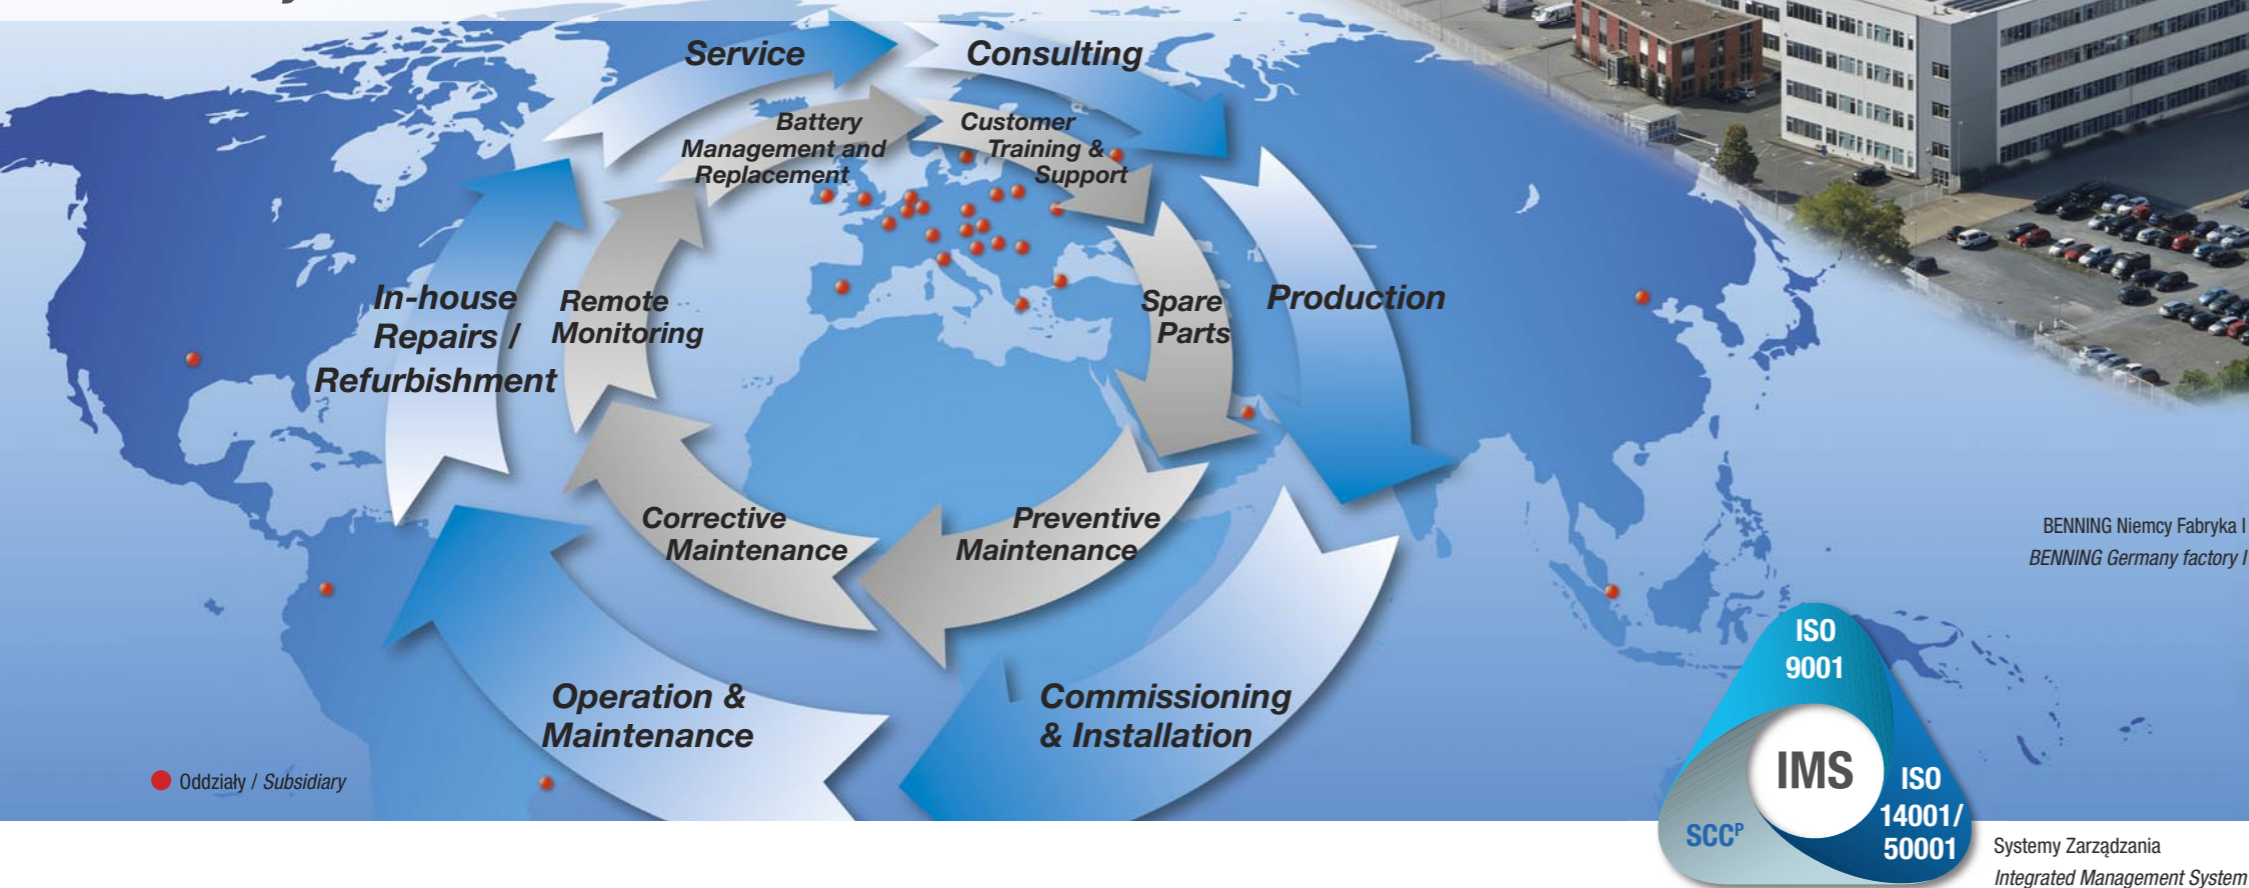 Service
Consulting
Battery
Management and
Replacement
Customer
Training &
Support
In-house
Repairs /
Refurbishment
Remote
Monitoring
Spare
Parts
Production
Corrective
Maintenance
Preventive
Maintenance
Operation &
Maintenance
Commissioning
& Installation
Oddziały / Subsidiary
BENNING Niemcy Fabryka I
BENNING Germany factory I
ISO
9001
IMS
ISO
14001/
50001
SCCᴾ
Systemy Zarządzania
Integrated Management System